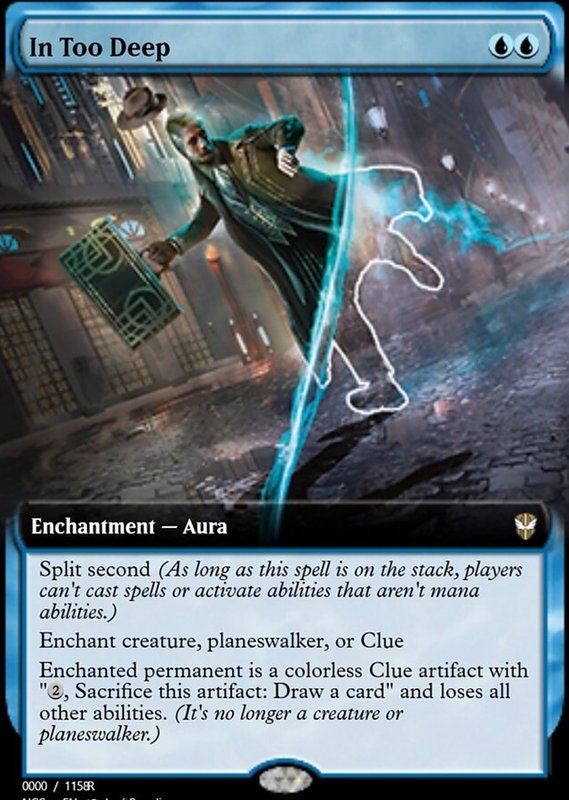 In Too Deep
Enchantment — Aura
Split second (As long as this spell is on the stack, players
can't cast spells or activate abilities that aren't mana
abilities.)
Enchant creature, planeswalker, or Clue
Enchanted permanent is a colorless Clue artifact with
"2, Sacrifice this artifact: Draw a card" and loses all
other abilities. (It's no longer a creature or
planeswalker.)
0000 / 1158R